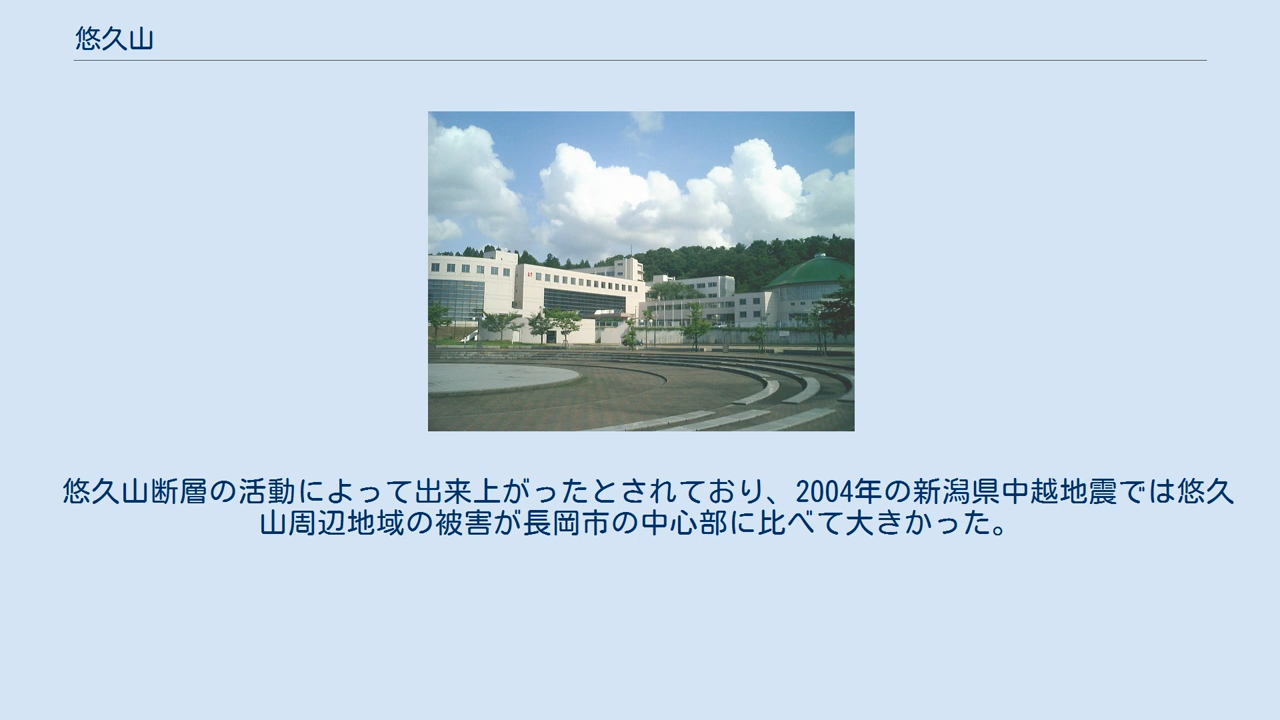 悠久山
悠久山断層の活動によって出来上がったとされており、2004年の新潟県中越地震では悠久
山周辺地域の被害が長岡市の中心部に比べて大きかった。